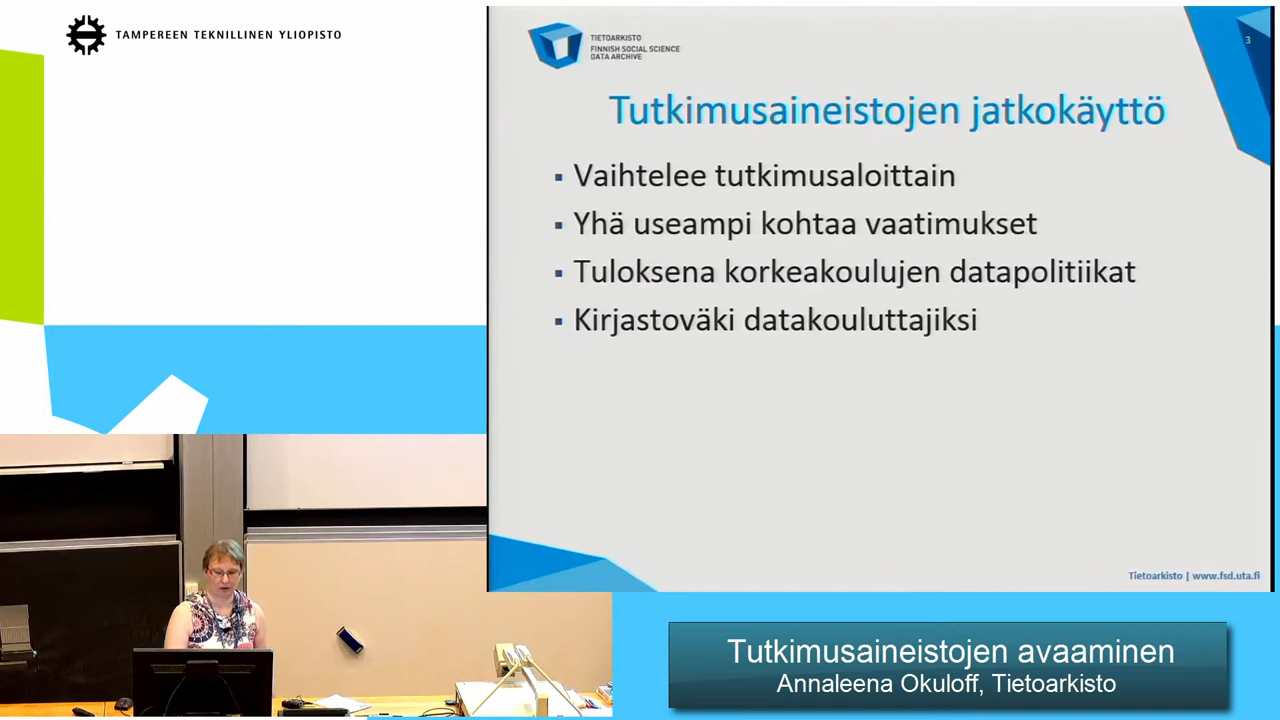 TAMPEREEN TEKNILLINEN YLIOPISTO
TIETOARKISTO
FINNISH SOCIAL SCIENCE
DATA ARCHIVE
3
Tutkimusaineistojen jatkokäyttö
▪ Vaihtelee tutkimusaloittain
▪ Yhä useampi kohtaa vaatimukset
▪ Tuloksena korkeakoulujen datapolitiikat
▪ Kirjastoväki datakouluttajiksi
Tietoarkisto | www.fsd.uta.fi
Tutkimusaineistojen avaaminen
Annaleena Okuloff, Tietoarkisto